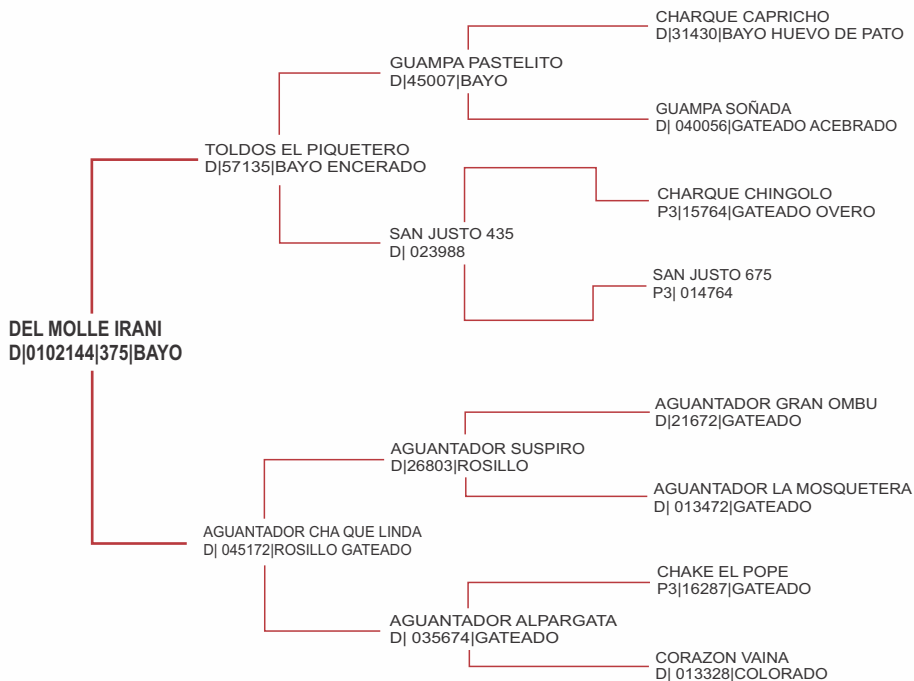 CHARQUE CAPRICHO
D|31430|BAYO HUEVO DE PATO
GUAMPA PASTELITO
D|45007|BAYO
GUAMPA SOÑADA
D| 040056|GATEADO ACEBRADO
TOLDOS EL PIQUETERO
D|57135|BAYO ENCERADO
CHARQUE CHINGOLO
P3|15764|GATEADO OVERO
SAN JUSTO 435
D| 023988
SAN JUSTO 675
P3| 014764
DEL MOLLE IRANI
D|0102144|375|BAYO
AGUANTADOR GRAN OMBU
D|21672|GATEADO
AGUANTADOR SUSPIRO
D|26803|ROSILLO
AGUANTADOR LA MOSQUETERA
D| 013472|GATEADO
AGUANTADOR CHA QUE LINDA
D| 045172|ROSILLO GATEADO
CHAKE EL POPE
P3|16287|GATEADO
AGUANTADOR ALPARGATA
D| 035674|GATEADO
CORAZON VAINA
D| 013328|COLORADO